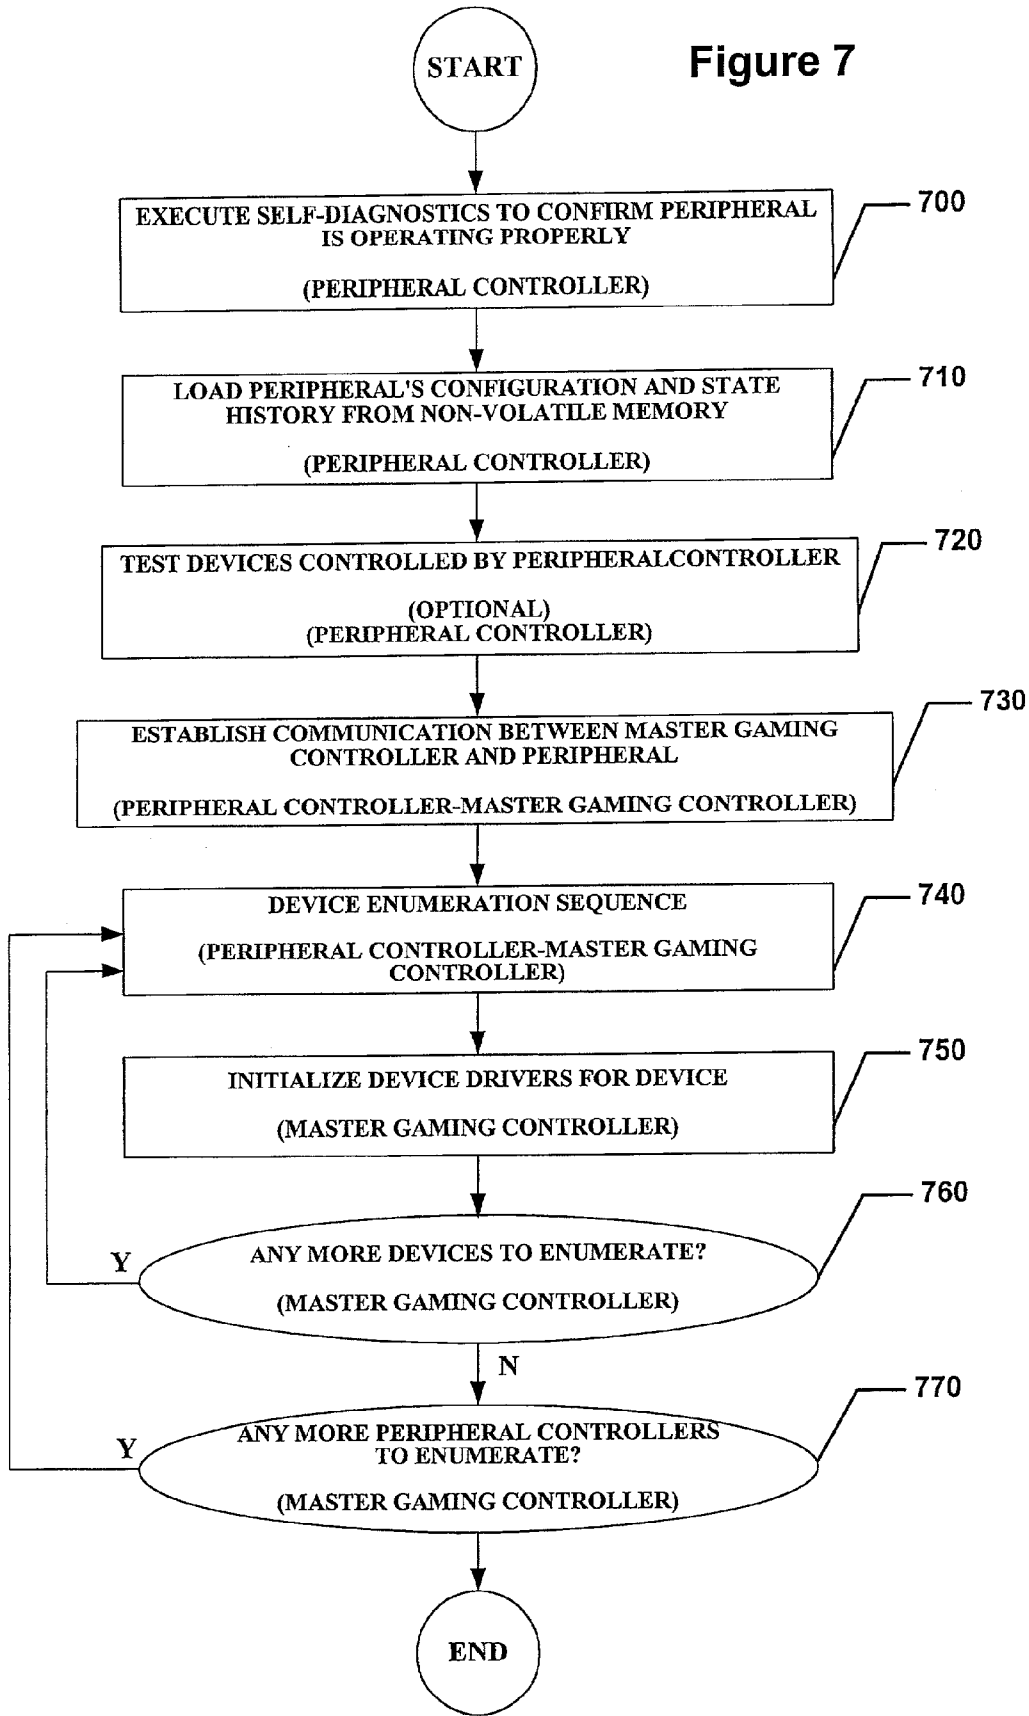 START
Figure 7
EXECUTE SELF-DIAGNOSTICS TO CONFIRM PERIPHERAL
IS OPERATING PROPERLY
(PERIPHERAL CONTROLLER)
700
LOAD PERIPHERAL'S CONFIGURATION AND STATE
HISTORY FROM NON-VOLATILE MEMORY
(PERIPHERAL CONTROLLER)
710
TEST DEVICES CONTROLLED BY PERIPHERALCONTROLLER
(OPTIONAL)
(PERIPHERAL CONTROLLER)
720
ESTABLISH COMMUNICATION BETWEEN MASTER GAMING
CONTROLLER AND PERIPHERAL
(PERIPHERAL CONTROLLER-MASTER GAMING CONTROLLER)
730
DEVICE ENUMERATION SEQUENCE
(PERIPHERAL CONTROLLER-MASTER GAMING
CONTROLLER)
740
INITIALIZE DEVICE DRIVERS FOR DEVICE
(MASTER GAMING CONTROLLER)
750
ANY MORE DEVICES TO ENUMERATE?
(MASTER GAMING CONTROLLER)
760
Y
N
ANY MORE PERIPHERAL CONTROLLERS
TO ENUMERATE?
(MASTER GAMING CONTROLLER)
770
Y
END